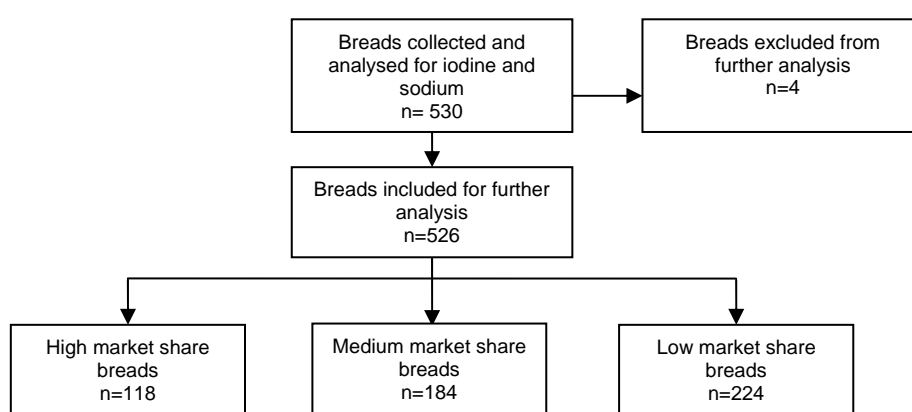 Breads collected and
analysed for iodine and
sodium
n= 530
Breads excluded from
further analysis
n=4
Breads included for further
analysis
n=526
High market share
breads
n=118
Medium market share
breads
n=184
Low market share
breads
n=224